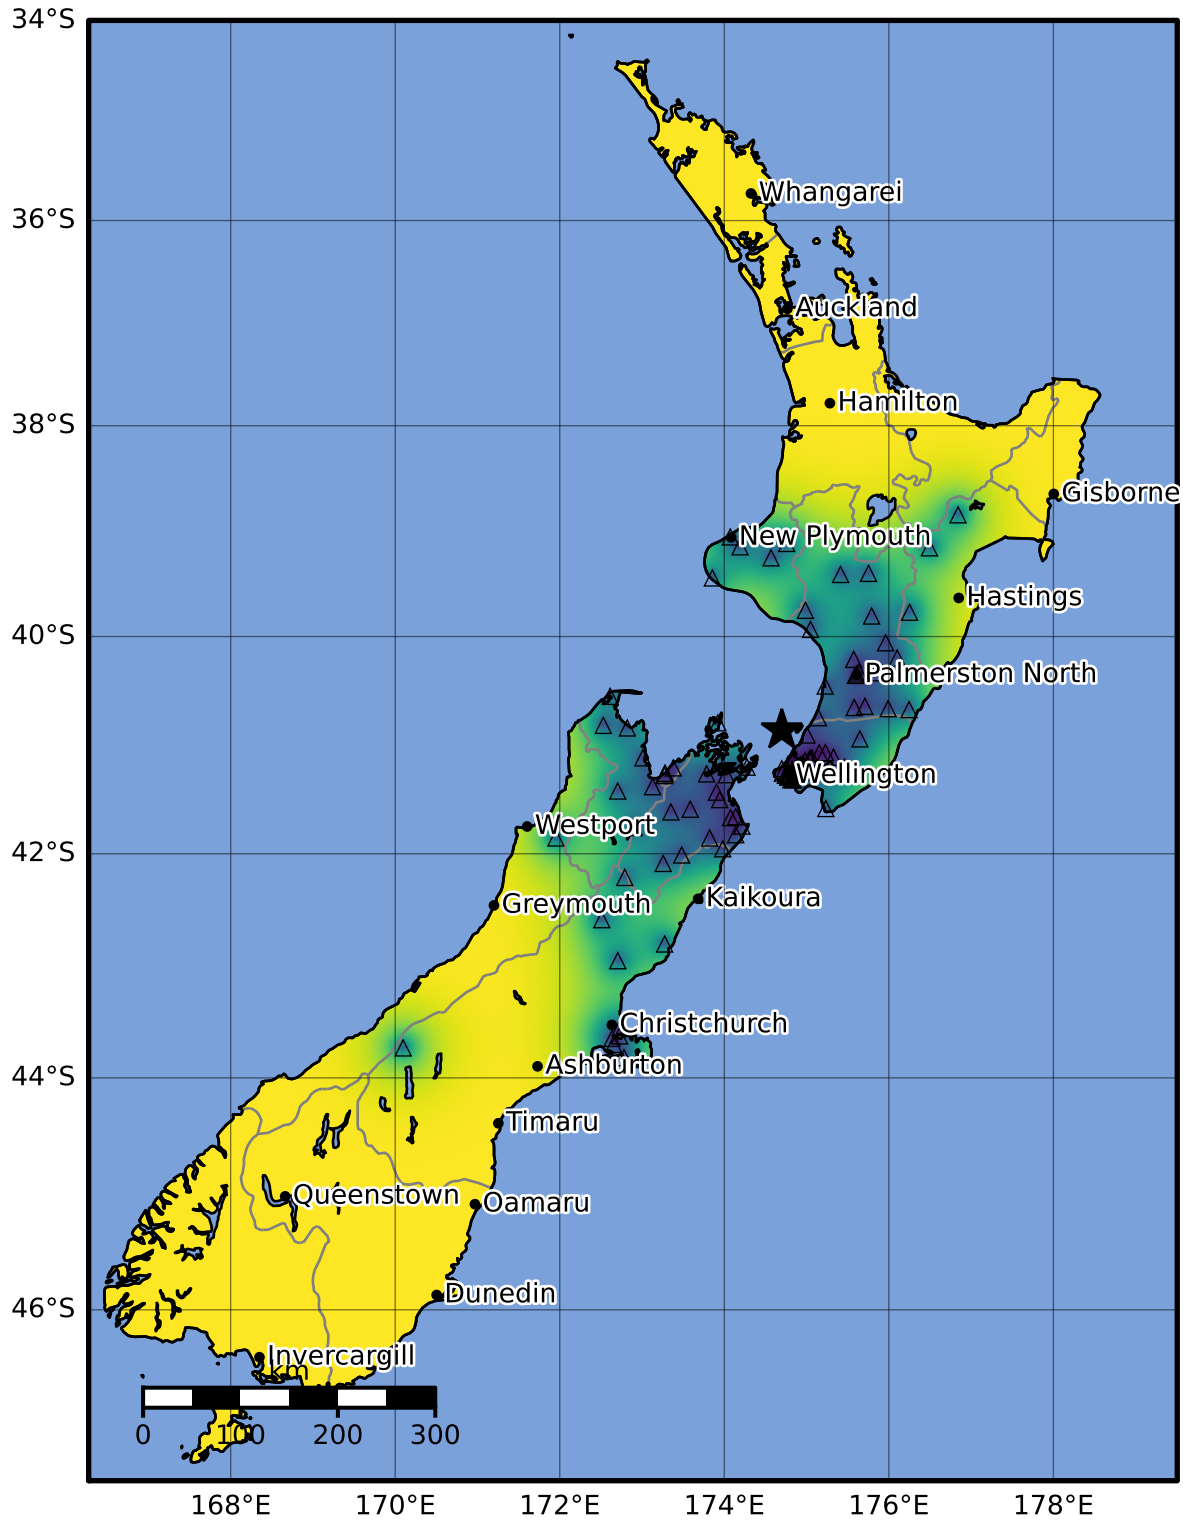 34°S
Whangarei
36°S
Auckland
Hamilton
38°S
Gisborne
New Plymouth
Hastings
40°S
Palmerston North
Wellington
Westport
42°S
Kaikoura
Greymouth
Christchurch
Ashburton
44°S
Timaru
Queenstown
Oamaru
Dunedin
46°S
Invercargill
km
0 100 200 300
168°E 170°E 172°E 174°E 176°E 178°E